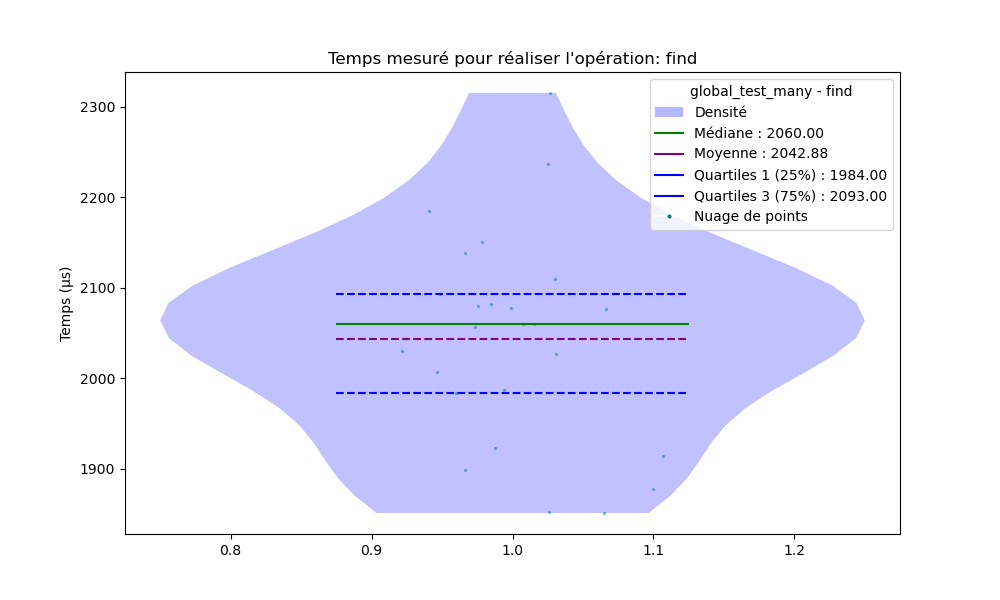 Temps mesuré pour réaliser l'opération: find
global_test_many - find
Densité
Médiane : 2060.00
Moyenne : 2042.88
Quartiles 1 (25%) : 1984.00
Quartiles 3 (75%) : 2093.00
Nuage de points
Temps (µs)
2300
2200
2100
2000
1900
0.8 0.9 1.0 1.1 1.2